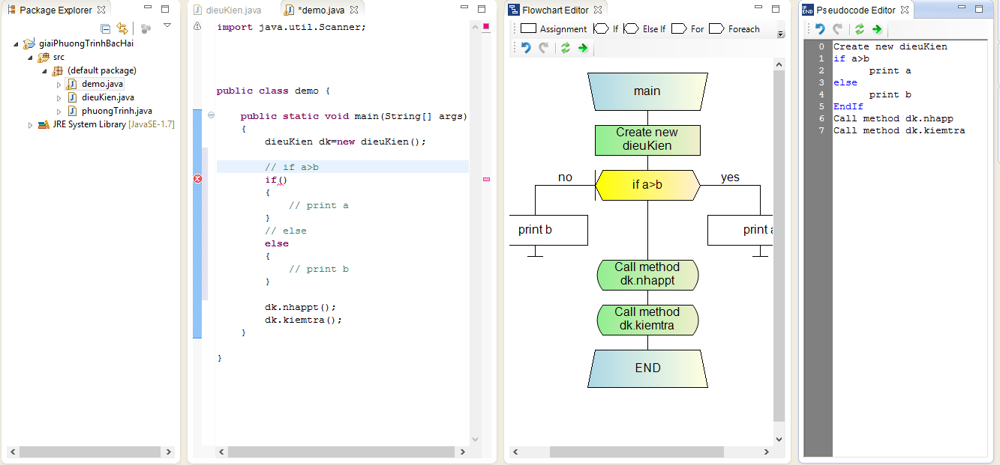 Package Explorer
giaiPhuongTrinhBacHai
src
(default package)
demo.java
dieuKien.java
phuongTrinh.java
JRE System Library [JavaSE-1.7]
dieuKien.java
*demo.java
import java.util.Scanner;
public class demo {
public static void main(String[] args)
{
dieuKien dk=new dieuKien();
// if a>b
if()
{
// print a
}
// else
else
{
// print b
}
dk.nhappt();
dk.kiemtra();
}
}
Flowchart Editor
Assignment If Else If For Foreach
main
Create new
dieuKien
no
if a>b
yes
print b
print a
Call method
dk.nhappt
Call method
dk.kiemtra
END
IF
END
Pseudocode Editor
0 Create new dieuKien
1 if a>b
2 print a
3 else
4 print b
5 EndIf
6 Call method dk.nhapp
7 Call method dk.kiemtra